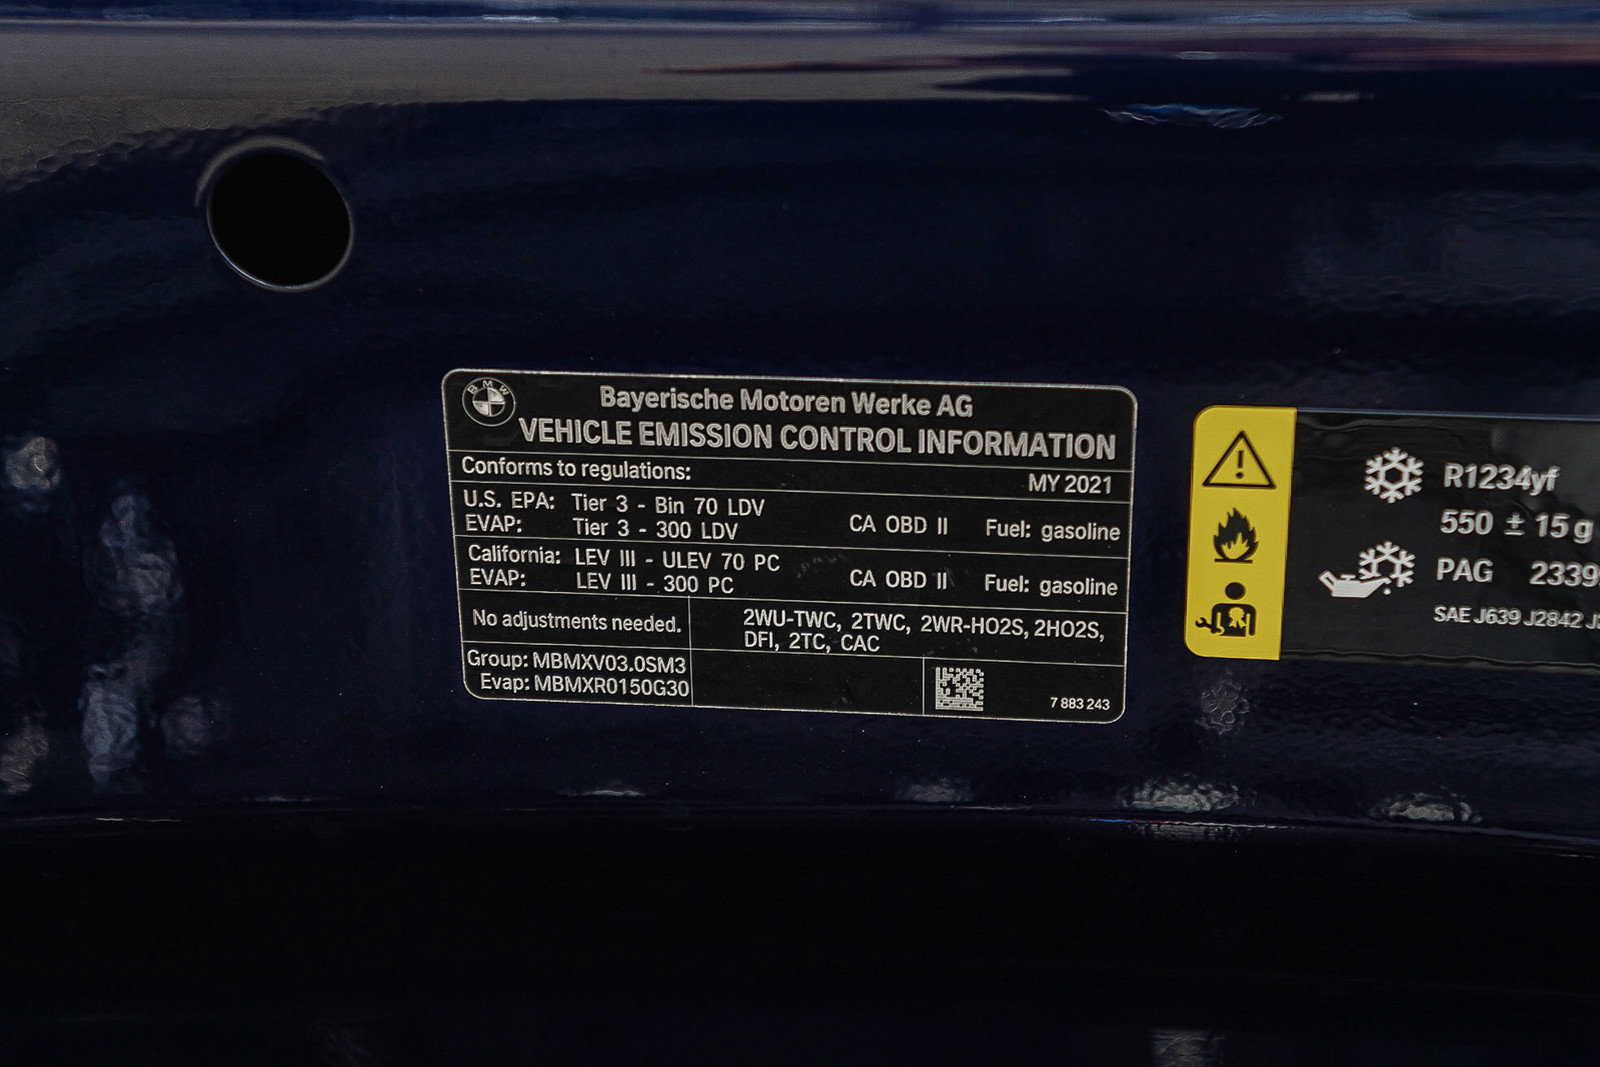 BMW
Bayerische Motoren Werke AG
VEHICLE EMISSION CONTROL INFORMATION
Conforms to regulations:
MY 2021
U.S. EPA: Tier 3 - Bin 70 LDV
EVAP: Tier 3 - 300 LDV
CA OBD II Fuel: gasoline
California: LEV III - ULEV 70 PC
EVAP: LEV III - 300 PC
CA OBD II Fuel: gasoline
No adjustments needed.
2WU-TWC, 2TWC, 2WR-HO2S, 2HO2S,
DFI, 2TC, CAC
Group: MBMXV03.0SM3
Evap: MBMXR0150G30
7 883 243
R1234yf
550 ± 15 g
PAG 2339
SAE J639 J2842